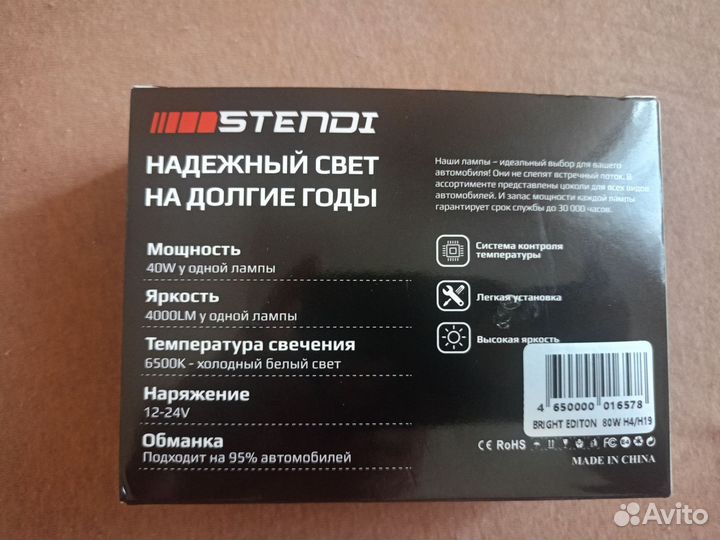 STENDI
НАДЕЖНЫЙ СВЕТ
НА ДОЛГИЕ ГОДЫ
Мощность
40W у одной лампы
Яркость
4000LM у одной лампы
Температура свечения
6500K - холодный белый свет
Наряжение
12-24V
Обманка
Подходит на 95% автомобилей
Наши лампы – идеальный выбор для вашего
автомобиля! Они не слепят встречный поток. В
ассортименте представлены цоколи для всех видов
автомобилей. И запас мощности каждой лампы
гарантирует срок службы до 30 000 часов.
Система контроля
температуры
Легкая установка
Высокая яркость
4 650000 016578
BRIGHT EDITON 80W H4/H19
CE RoHS FC
MADE IN CHINA
Avito